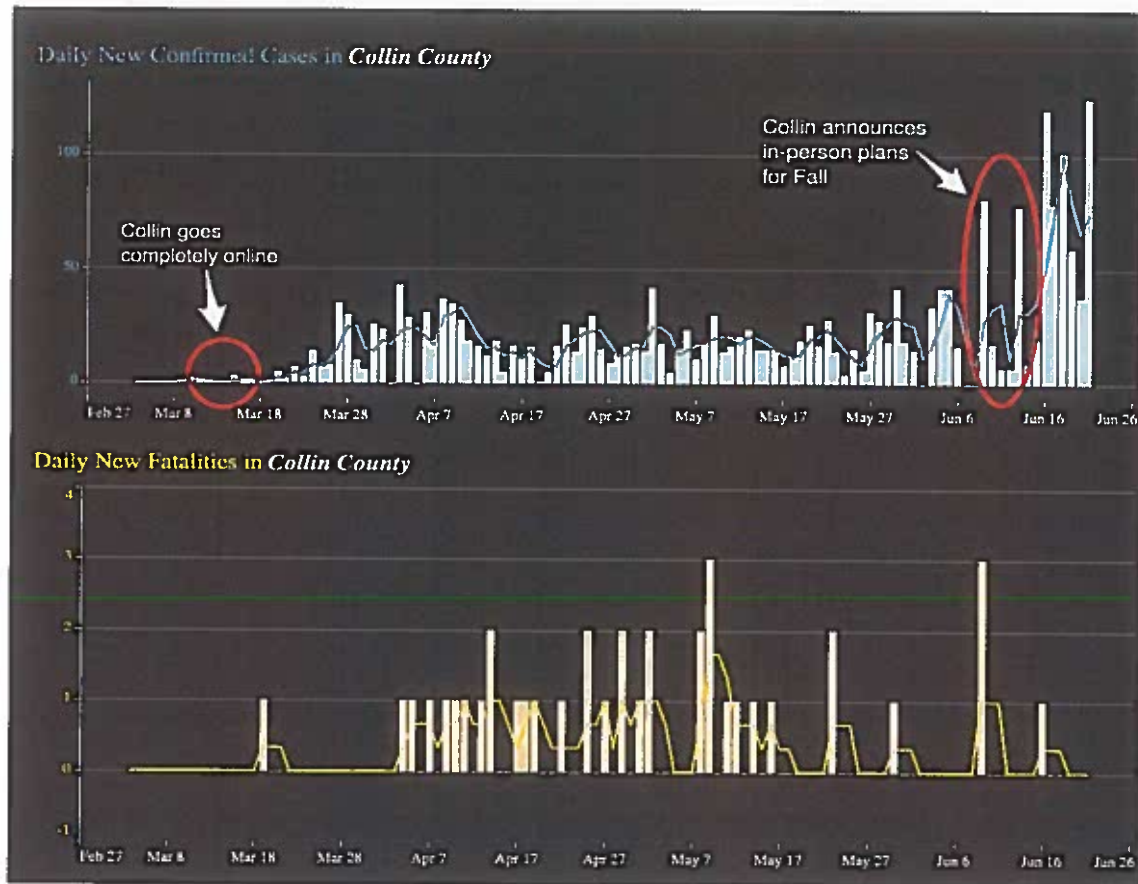 Daily New Confirmed Cases in Collin County
100
50
0
Collin goes
completely online
Collin announces
in-person plans
for Fall
Feb 27 Mar 8 Mar 18 Mar 28 Apr 7 Apr 17 Apr 27 May 7 May 17 May 27 Jun 6 Jun 16 Jun 26
Daily New Fatalities in Collin County
4
3
2
1
0
-1
Feb 27 Mar 8 Mar 18 Mar 28 Apr 7 Apr 17 Apr 27 May 7 May 17 May 27 Jun 6 Jun 16 Jun 26